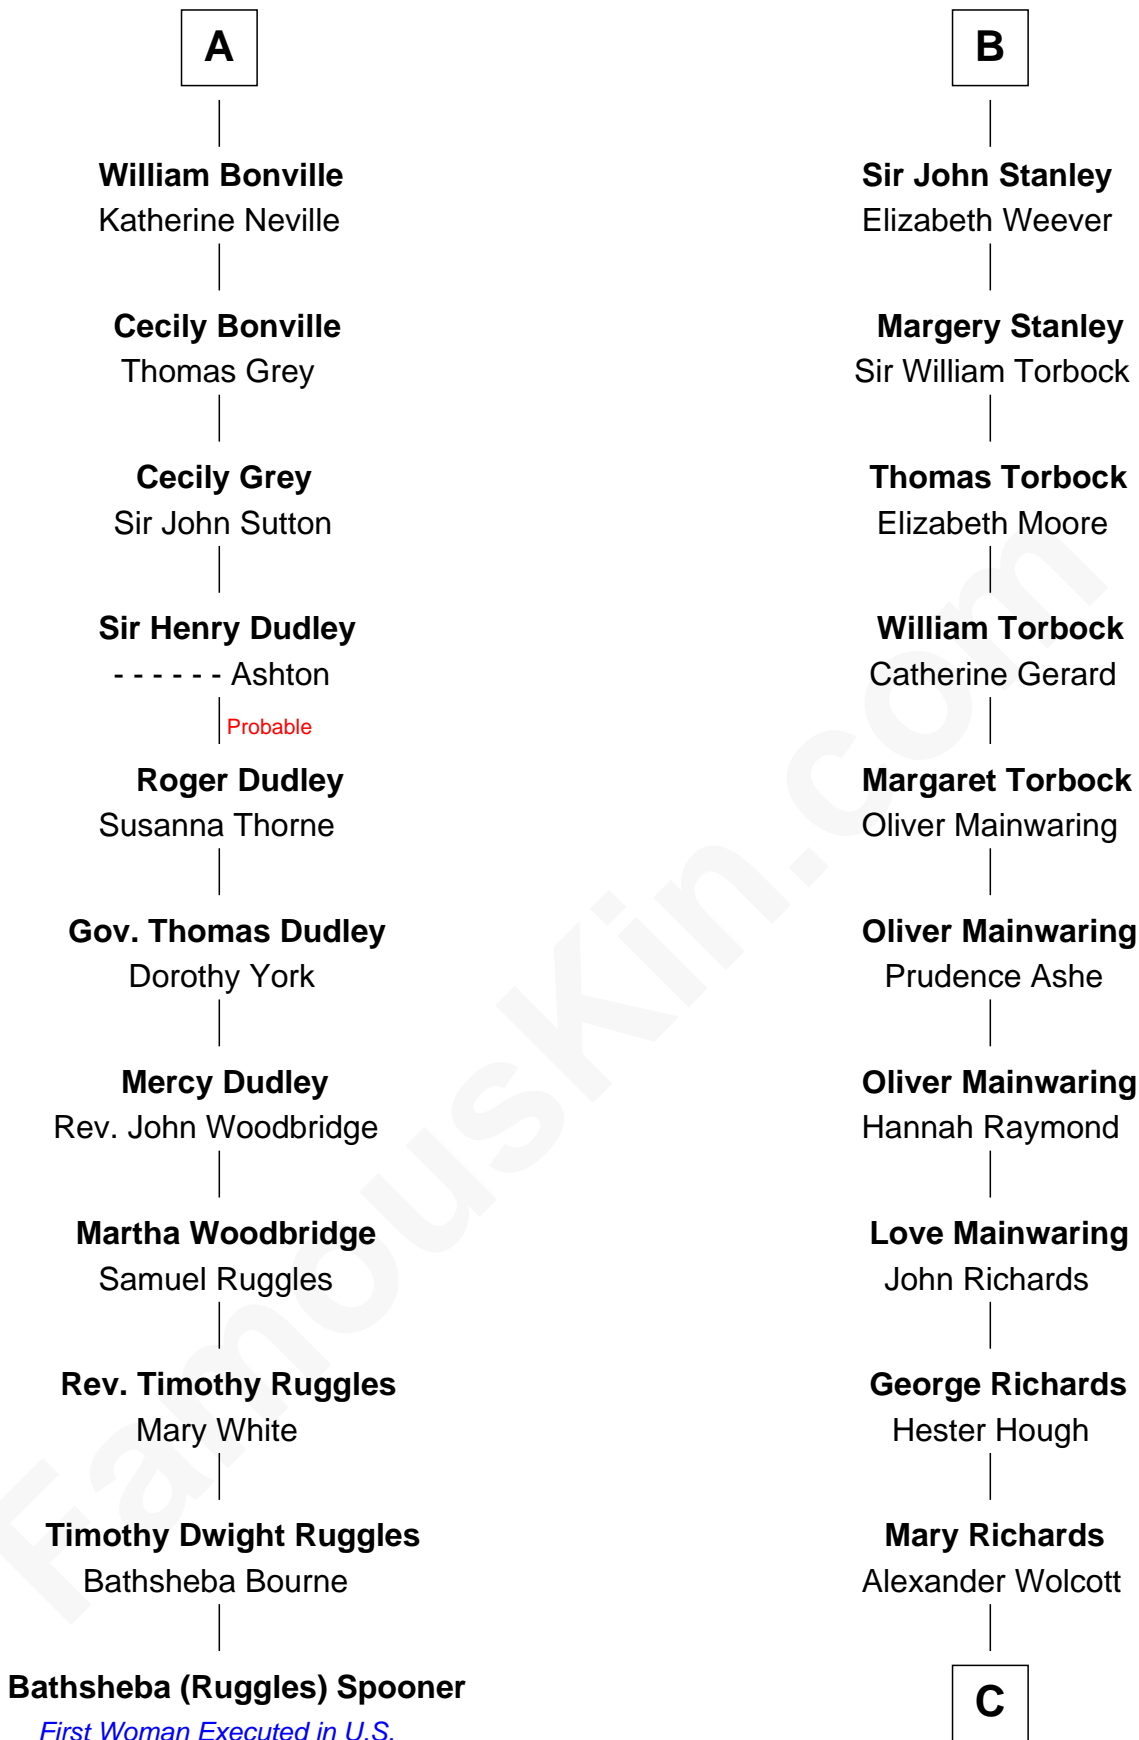 A
William Bonville
Katherine Neville
Cecily Bonville
Thomas Grey
Cecily Grey
Sir John Sutton
Sir Henry Dudley
- - - - - - Ashton
Probable
Roger Dudley
Susanna Thorne
Gov. Thomas Dudley
Dorothy York
Mercy Dudley
Rev. John Woodbridge
Martha Woodbridge
Samuel Ruggles
Rev. Timothy Ruggles
Mary White
Timothy Dwight Ruggles
Bathsheba Bourne
Bathsheba (Ruggles) Spooner
First Woman Executed in U.S.
B
Sir John Stanley
Elizabeth Weever
Margery Stanley
Sir William Torbock
Thomas Torbock
Elizabeth Moore
William Torbock
Catherine Gerard
Margaret Torbock
Oliver Mainwaring
Oliver Mainwaring
Prudence Ashe
Oliver Mainwaring
Hannah Raymond
Love Mainwaring
John Richards
George Richards
Hester Hough
Mary Richards
Alexander Wolcott
C
FamousKin.com